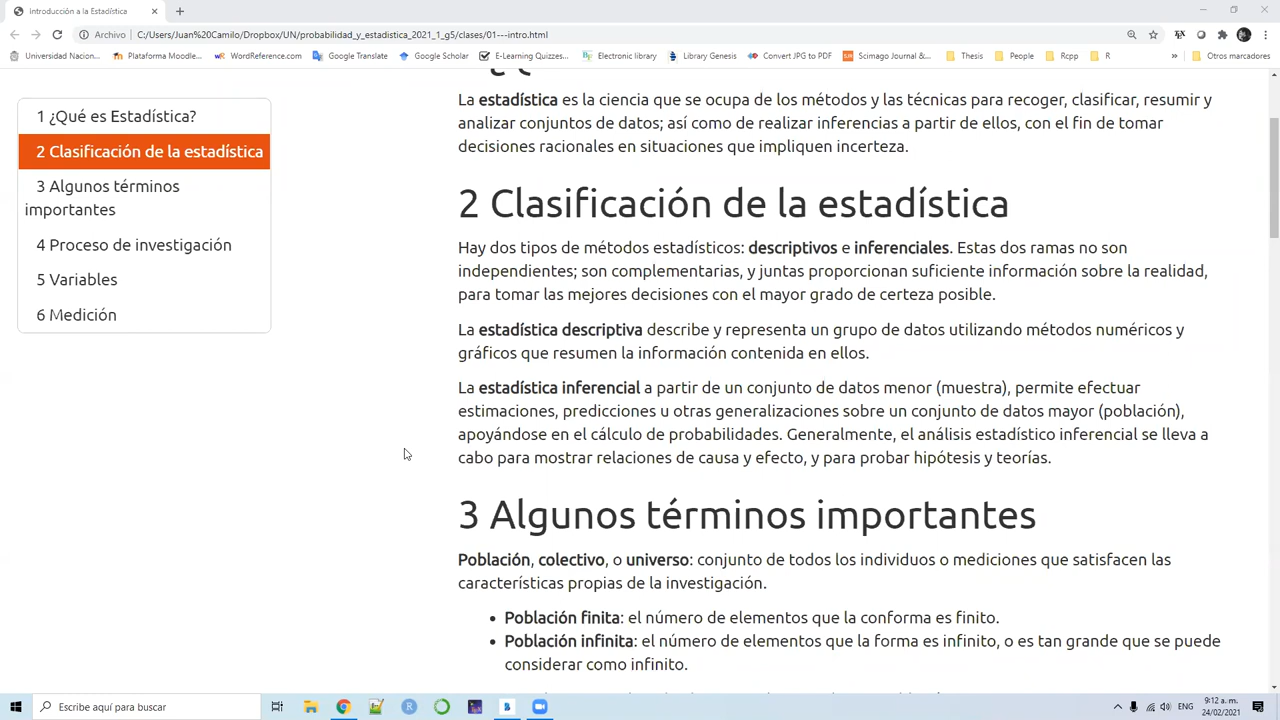 Introducción a la Estadística
Archivo C:/Users/Juan%20Camilo/Dropbox/UN/probabilidad_y_estadistica_2021_1_g5/clases/01---intro.html
Universidad Nacion... Plataforma Moodle... WordReference.com Google Translate Google Scholar E-Learning Quizzes... Electronic library Library Genesis Convert JPG to PDF Scimago Journal &... Thesis People Rcpp R » Otros marcadores
1 ¿Qué es Estadística?
2 Clasificación de la estadística
3 Algunos términos
importantes
4 Proceso de investigación
5 Variables
6 Medición
La estadística es la ciencia que se ocupa de los métodos y las técnicas para recoger, clasificar, resumir y
analizar conjuntos de datos; así como de realizar inferencias a partir de ellos, con el fin de tomar
decisiones racionales en situaciones que impliquen incerteza.
2 Clasificación de la estadística
Hay dos tipos de métodos estadísticos: descriptivos e inferenciales. Estas dos ramas no son
independientes; son complementarias, y juntas proporcionan suficiente información sobre la realidad,
para tomar las mejores decisiones con el mayor grado de certeza posible.
La estadística descriptiva describe y representa un grupo de datos utilizando métodos numéricos y
gráficos que resumen la información contenida en ellos.
La estadística inferencial a partir de un conjunto de datos menor (muestra), permite efectuar
estimaciones, predicciones u otras generalizaciones sobre un conjunto de datos mayor (población),
apoyándose en el cálculo de probabilidades. Generalmente, el análisis estadístico inferencial se lleva a
cabo para mostrar relaciones de causa y efecto, y para probar hipótesis y teorías.
3 Algunos términos importantes
Población, colectivo, o universo: conjunto de todos los individuos o mediciones que satisfacen las
características propias de la investigación.
• Población finita: el número de elementos que la conforma es finito.
• Población infinita: el número de elementos que la forma es infinito, o es tan grande que se puede
considerar como infinito.
Escribe aquí para buscar
ENG
9:12 a. m.
24/02/2021